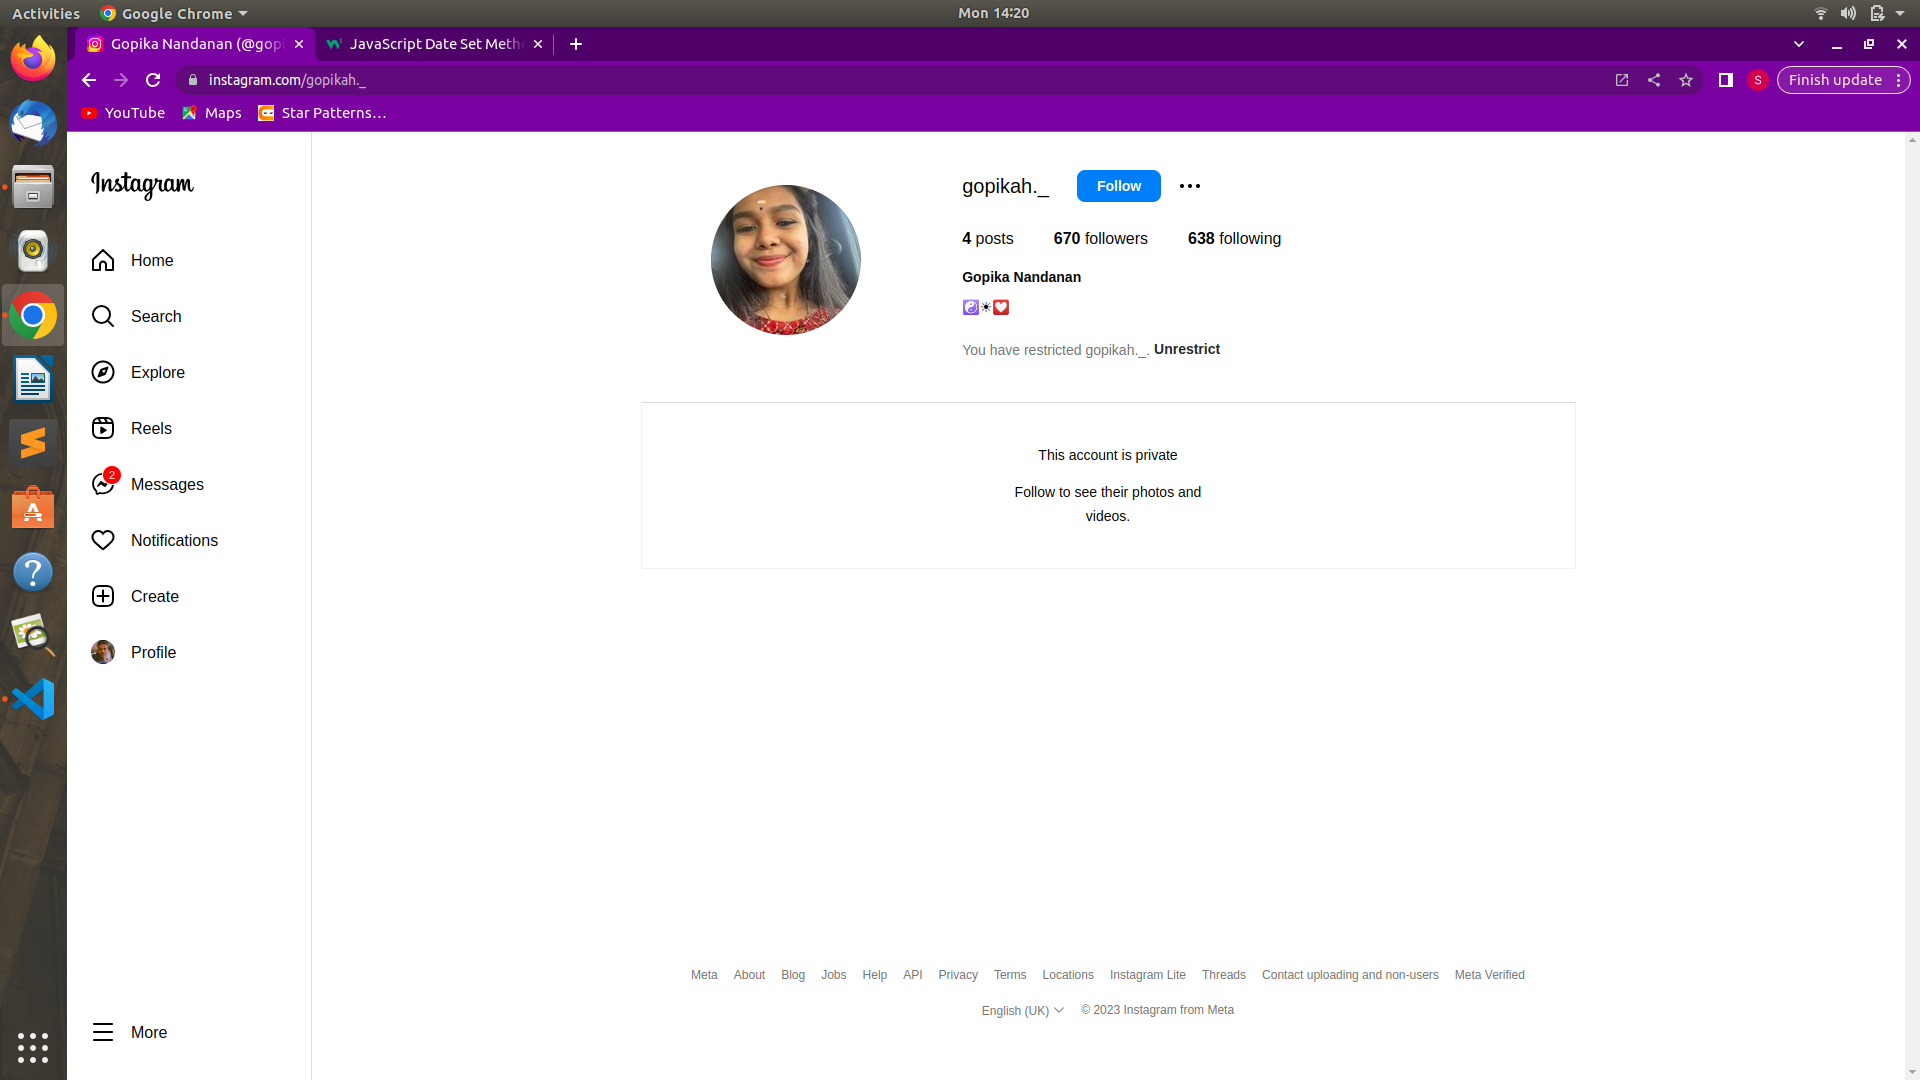 Activities
Google Chrome
Mon 14:20
Gopika Nandanan (@gopi
JavaScript Date Set Meth
instagram.com/gopikah._
S
Finish update
YouTube
Maps
Star Patterns…
Instagram
Home
Search
Explore
Reels
2
Messages
Notifications
Create
Profile
More
gopikah._
Follow
4 posts
670 followers
638 following
Gopika Nandanan
☯️☀💟
You have restricted gopikah._. Unrestrict
This account is private
Follow to see their photos and
videos.
Meta About Blog Jobs Help API Privacy Terms Locations Instagram Lite Threads Contact uploading and non-users Meta Verified
English (UK)
© 2023 Instagram from Meta